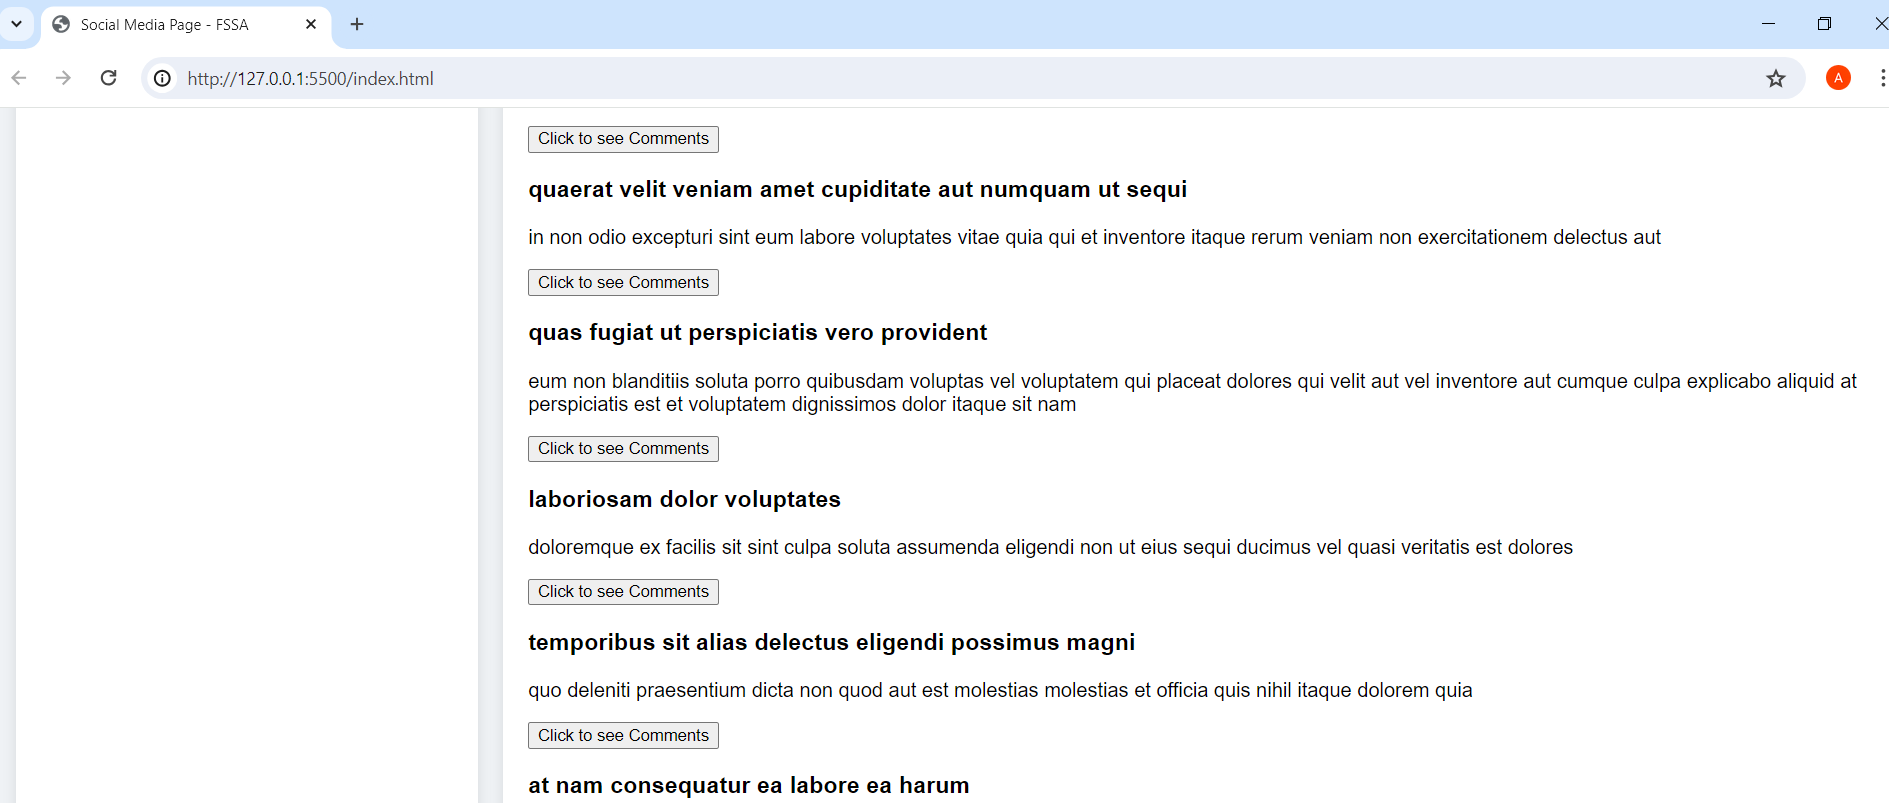 Social Media Page - FSSA
http://127.0.0.1:5500/index.html
A
Click to see Comments
quaerat velit veniam amet cupiditate aut numquam ut sequi
in non odio excepturi sint eum labore voluptates vitae quia qui et inventore itaque rerum veniam non exercitationem delectus aut
Click to see Comments
quas fugiat ut perspiciatis vero provident
eum non blanditiis soluta porro quibusdam voluptas vel voluptatem qui placeat dolores qui velit aut vel inventore aut cumque culpa explicabo aliquid at
perspiciatis est et voluptatem dignissimos dolor itaque sit nam
Click to see Comments
laboriosam dolor voluptates
doloremque ex facilis sit sint culpa soluta assumenda eligendi non ut eius sequi ducimus vel quasi veritatis est dolores
Click to see Comments
temporibus sit alias delectus eligendi possimus magni
quo deleniti praesentium dicta non quod aut est molestias molestias et officia quis nihil itaque dolorem quia
Click to see Comments
at nam consequatur ea labore ea harum